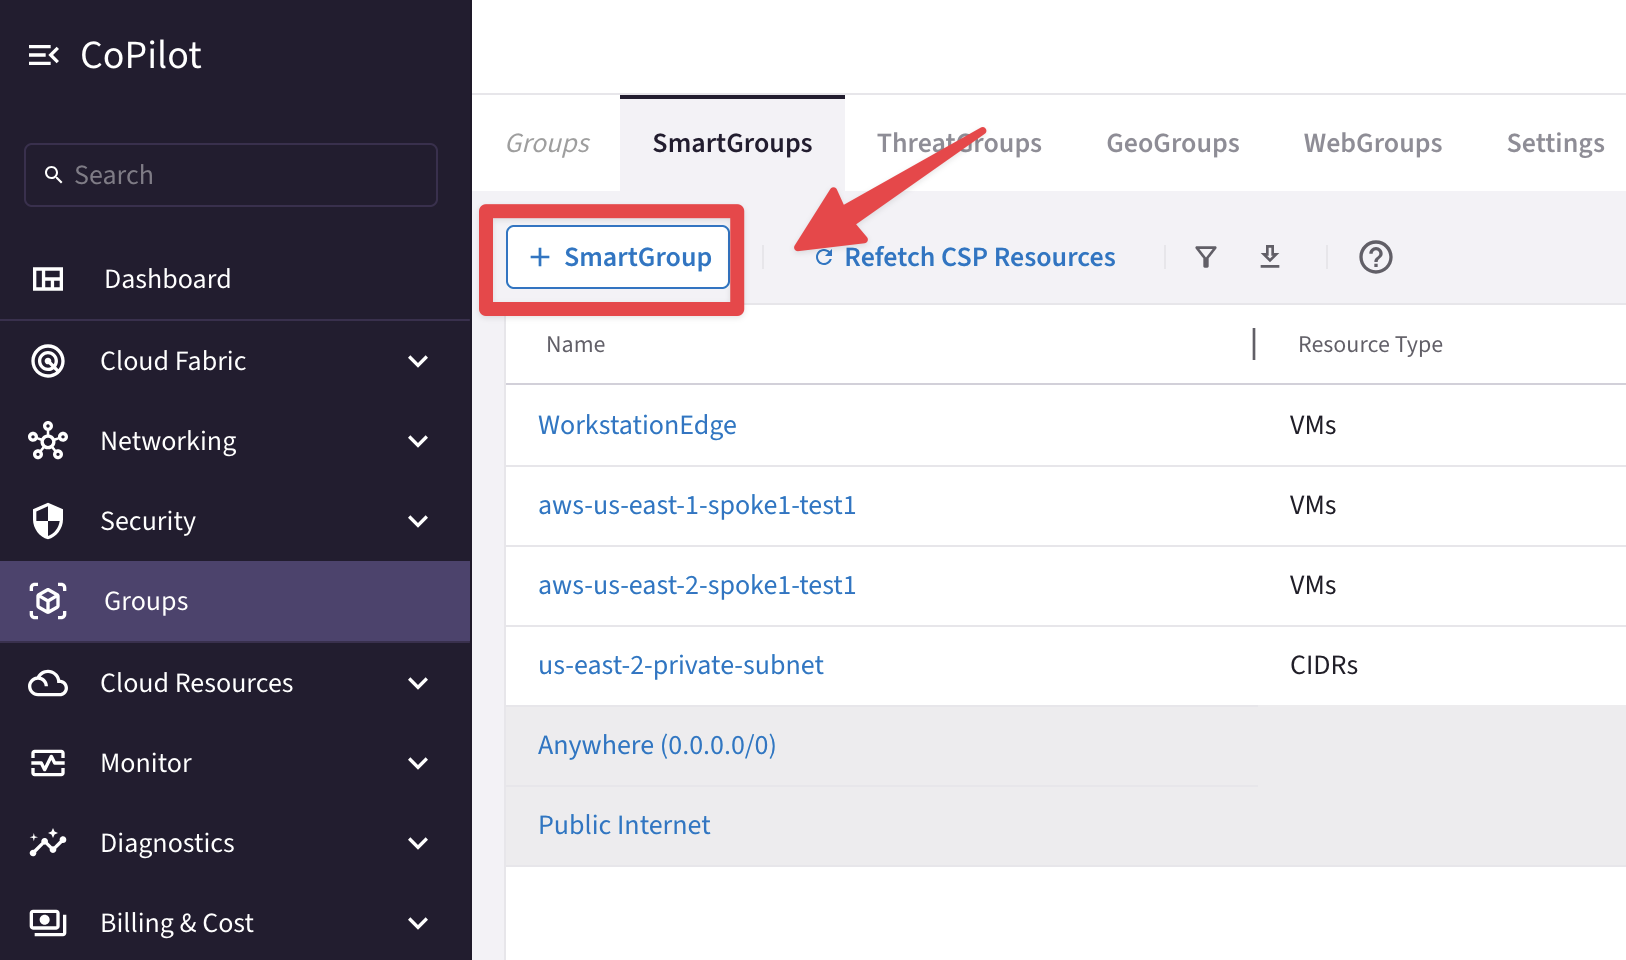 CoPilot
Search
Dashboard
Cloud Fabric
Networking
Security
Groups
Cloud Resources
Monitor
Diagnostics
Billing & Cost
Groups SmartGroups ThreatGroups GeoGroups WebGroups Settings
+ SmartGroup Refetch CSP Resources ?
Name Resource Type
WorkstationEdge VMs
aws-us-east-1-spoke1-test1 VMs
aws-us-east-2-spoke1-test1 VMs
us-east-2-private-subnet CIDRs
Anywhere (0.0.0.0/0)
Public Internet